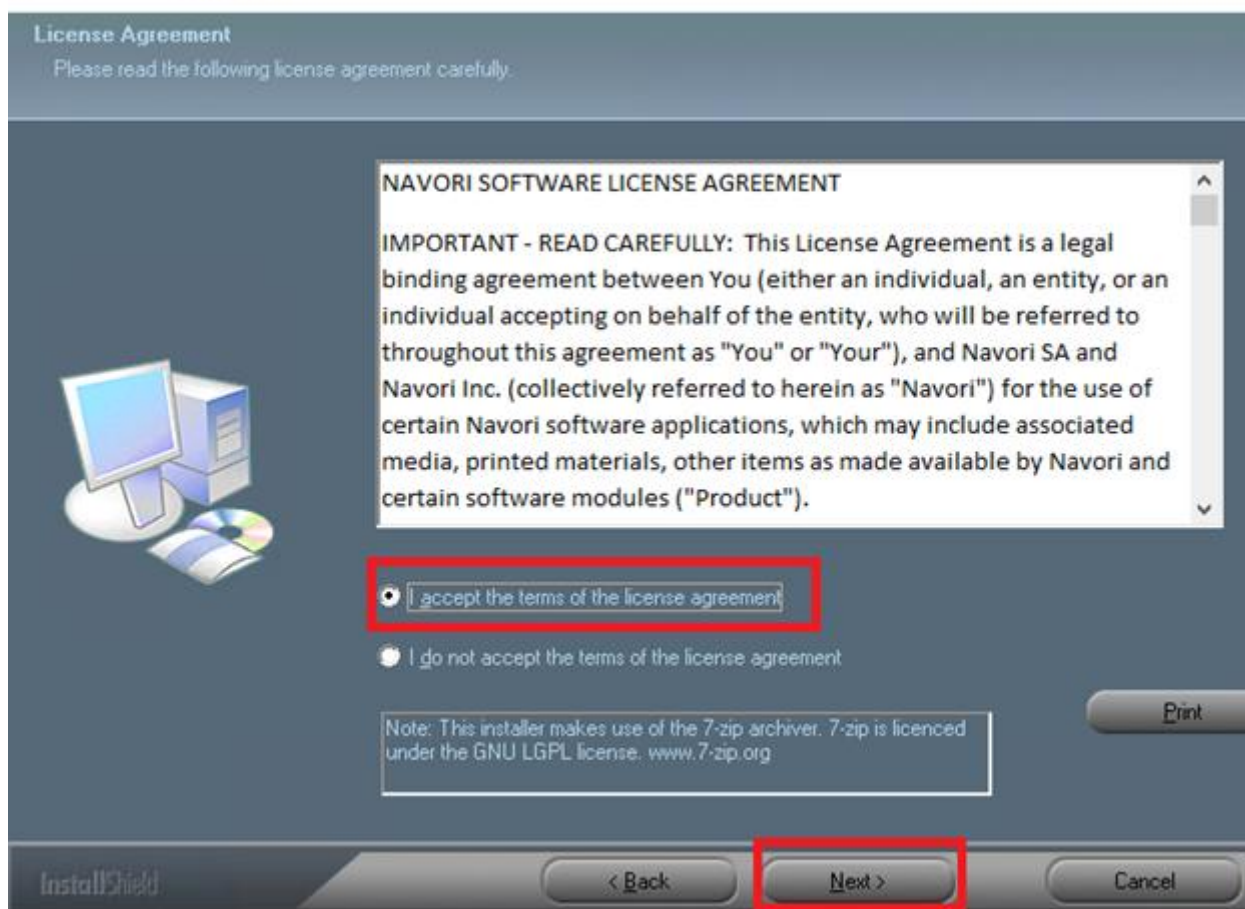 License Agreement
Please read the following license agreement carefully.
NAVORI SOFTWARE LICENSE AGREEMENT
IMPORTANT - READ CAREFULLY: This License Agreement is a legal
binding agreement between You (either an individual, an entity, or an
individual accepting on behalf of the entity, who will be referred to
throughout this agreement as "You" or "Your"), and Navori SA and
Navori Inc. (collectively referred to herein as "Navori") for the use of
certain Navori software applications, which may include associated
media, printed materials, other items as made available by Navori and
certain software modules ("Product").
I accept the terms of the license agreement
I do not accept the terms of the license agreement
Print
Note: This installer makes use of the 7-zip archiver. 7-zip is licenced
under the GNU LGPL license. www.7-zip.org
InstallShield
< Back
Next >
Cancel